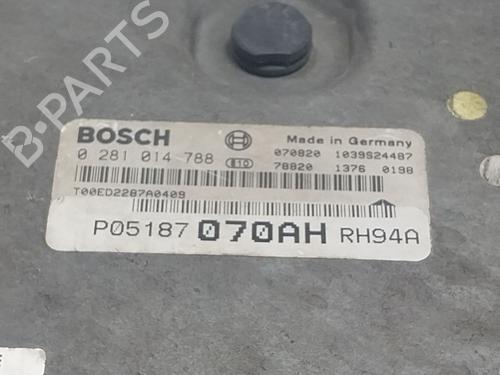 BOSCH Made in Germany
0 281 014 788 070820 1039S24487
78820 1376 0198
T00ED2287A0409
P05187 070AH RH94A
B-PARTS